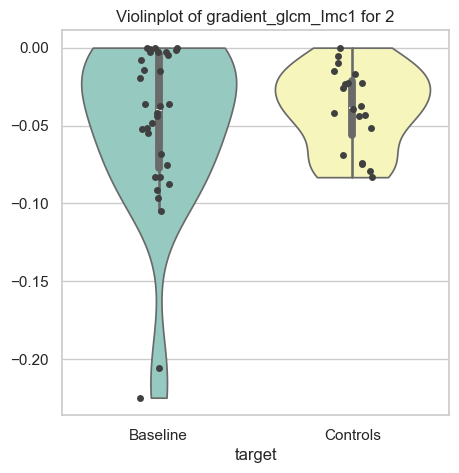 Violinplot of gradient_glcm_Imc1 for 2
0.00
−0.05
−0.10
−0.15
−0.20
Baseline
Controls
target